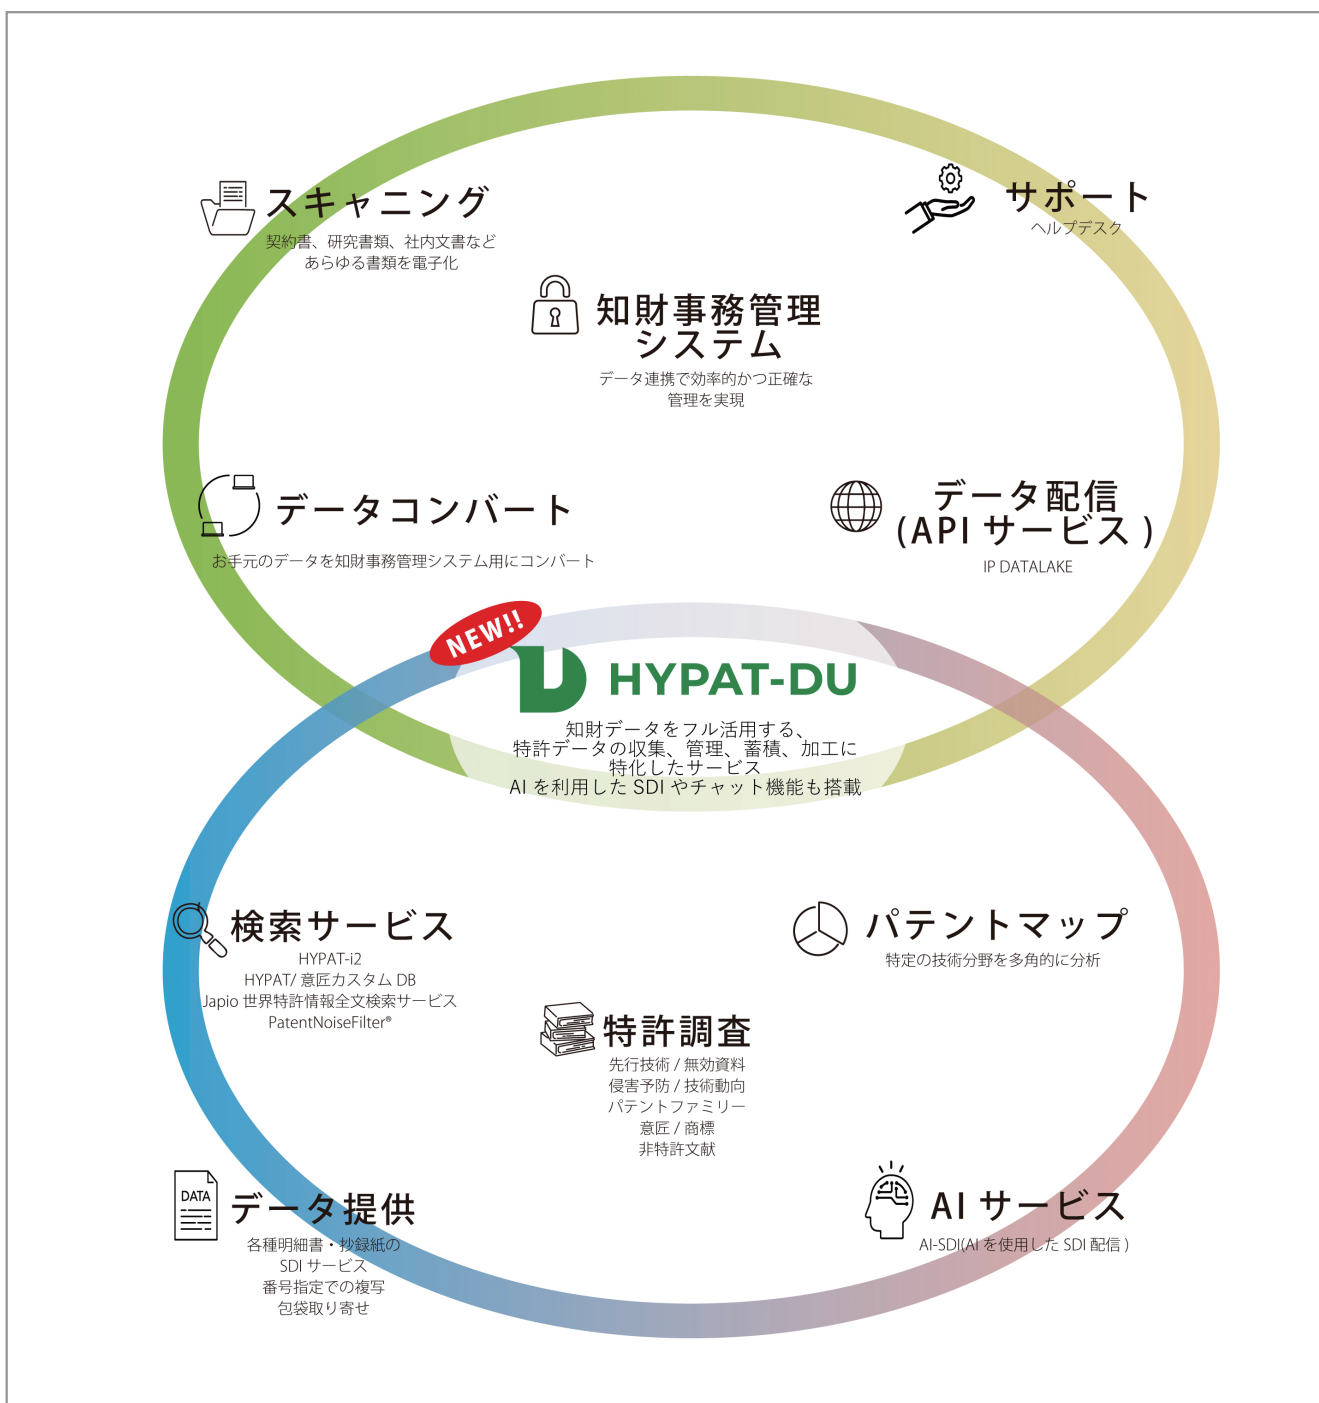 スキャニング
契約書、研究書類、社内文書など
あらゆる書類を電子化
サポート
ヘルプデスク
知財事務管理
システム
データ連携で効率的かつ正確な
管理を実現
データコンバート
お手元のデータを知財事務管理システム用にコンバート
データ配信
(API サービス )
IP DATALAKE
NEW!!
HYPAT-DU
知財データをフル活用する、
特許データの収集、管理、蓄積、加工に
特化したサービス
AI を利用した SDI やチャット機能も搭載
検索サービス
HYPAT-i2
HYPAT/ 意匠カスタム DB
Japio 世界特許情報全文検索サービス
PatentNoiseFilter®
パテントマップ
特定の技術分野を多角的に分析
特許調査
先行技術 / 無効資料
侵害予防 / 技術動向
パテントファミリー
意匠 / 商標
非特許文献
DATA
データ提供
各種明細書・抄録紙の
SDI サービス
番号指定での複写
包袋取り寄せ
AI サービス
AI-SDI(AI を使用した SDI 配信 )